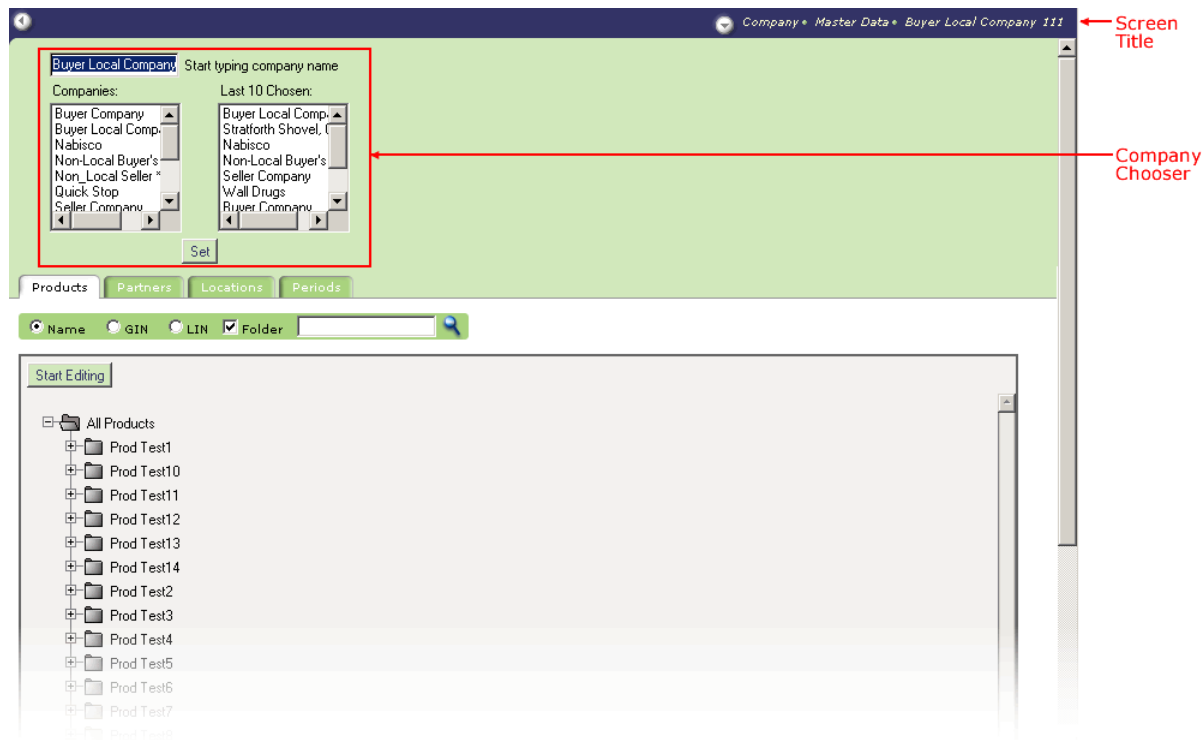 Company • Master Data • Buyer Local Company 111
Screen
Title
Buyer Local Company Start typing company name
Companies:
Last 10 Chosen:
Buyer Company
Buyer Local Comp
Nabisco
Non-Local Buyer's
Non_Local Seller *
Quick Stop
Seller Company
Buyer Local Comp
Stratforth Shovel, (
Nabisco
Non-Local Buyer's
Seller Company
Wall Drugs
Buyer Company
Set
Company
Chooser
Products Partners Locations Periods
Name GIN LIN Folder
Start Editing
All Products
Prod Test1
Prod Test10
Prod Test11
Prod Test12
Prod Test13
Prod Test14
Prod Test2
Prod Test3
Prod Test4
Prod Test5
Prod Test6
Prod Test7
Prod Test8